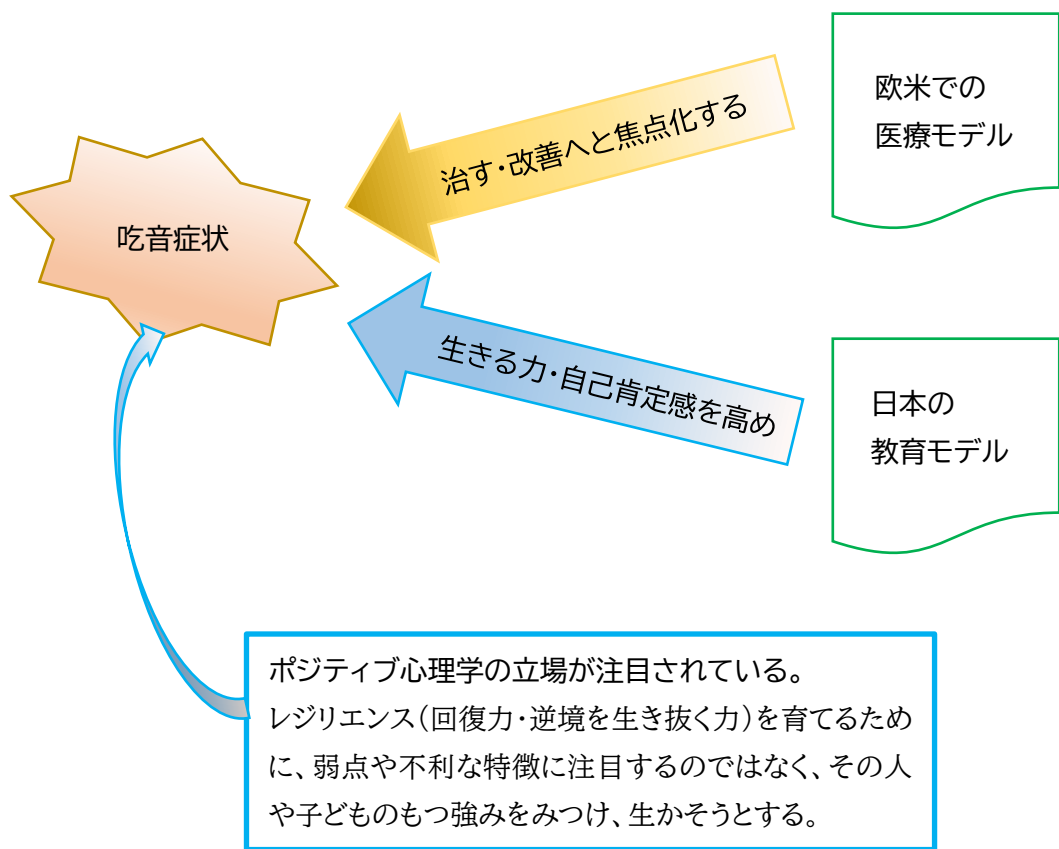 欧米での
医療モデル
治す・改善へと焦点化する
吃音症状
生きる力・自己肯定感を高め
日本の
教育モデル
ポジティブ心理学の立場が注目されている。
レジリエンス（回復力・逆境を生き抜く力）を育てるため
に、弱点や不利な特徴に注目するのではなく、その人
や子どものもつ強みをみつけ、生かそうとする。